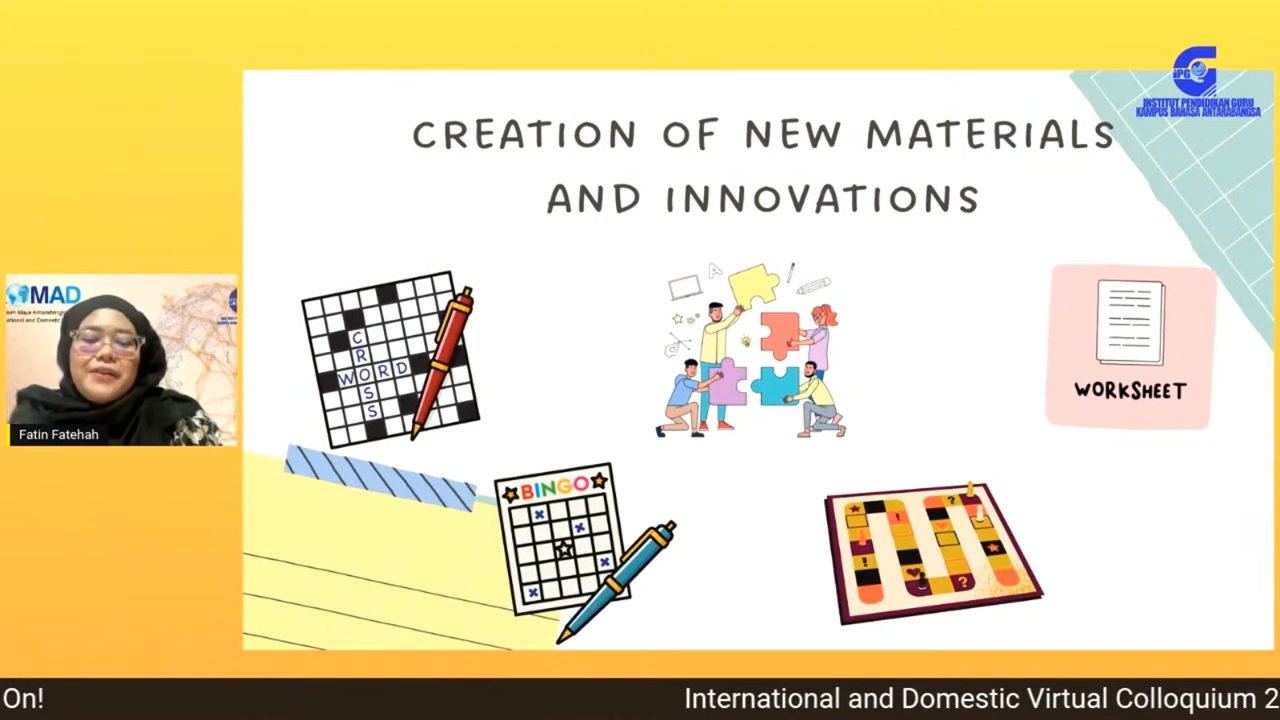 INSTITUT PENDIDIKAN GURU
KAMPUS BAHASA ANTARABANGSA
CREATION OF NEW MATERIALS
AND INNOVATIONS
MAD
Fatin Fatehah
CROSS
WORD
WORKSHEET
BINGO
On!
International and Domestic Virtual Colloquium 2